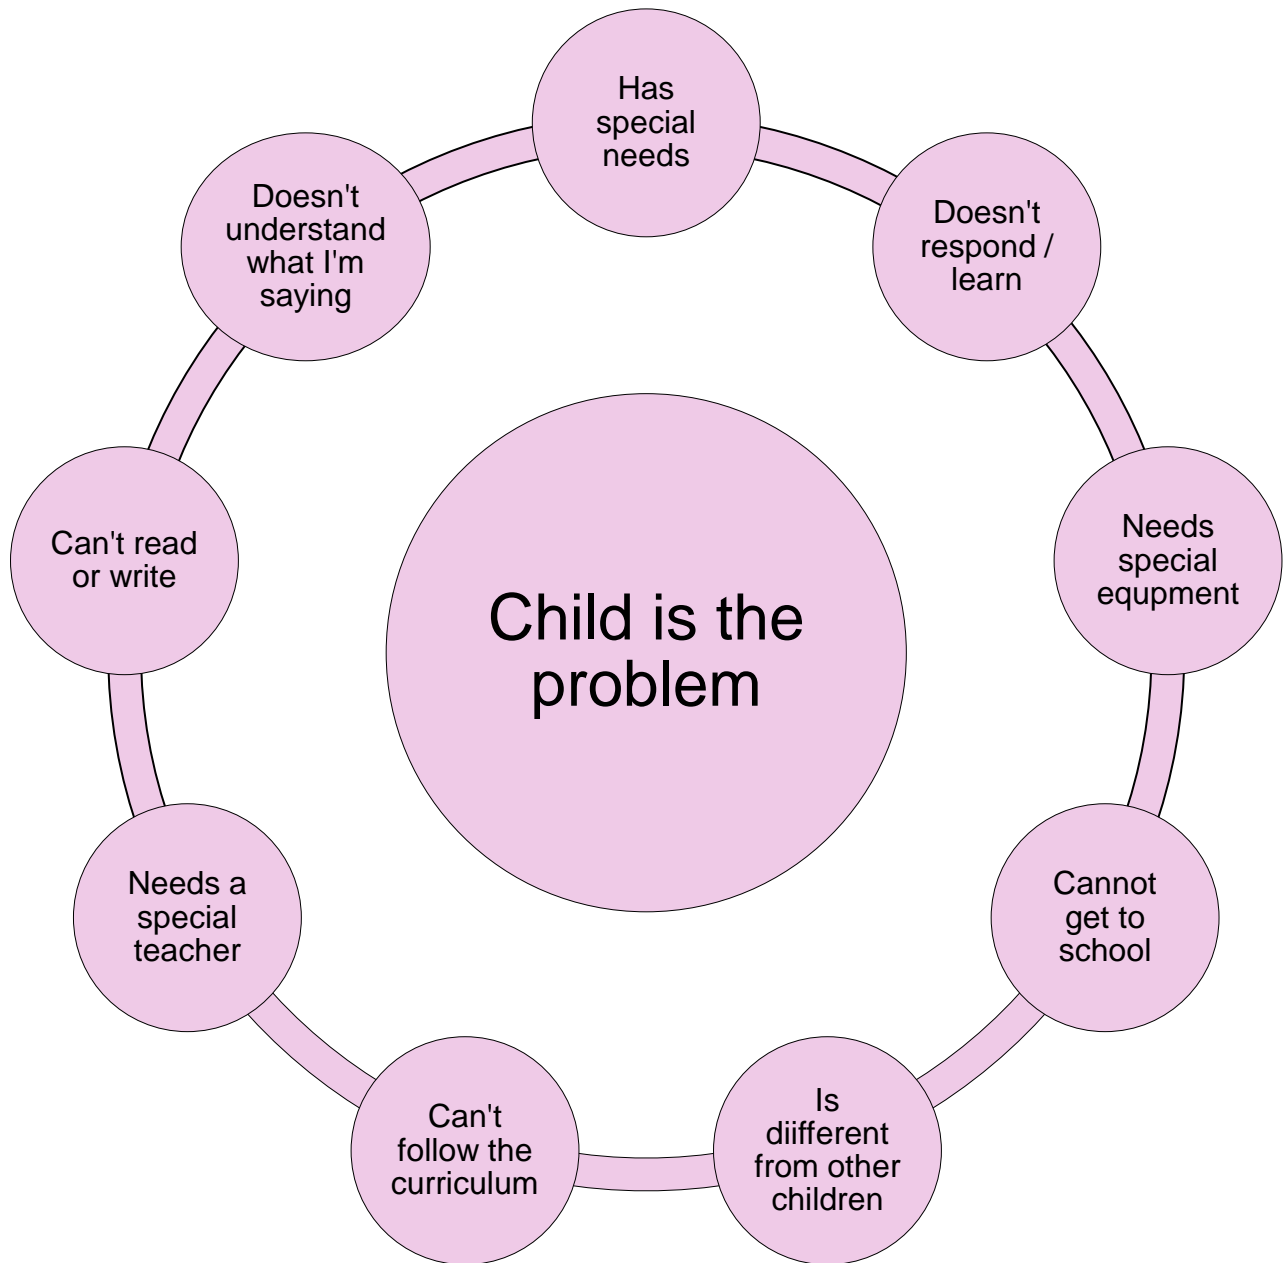 Has
special
needs
Doesn't
respond /
learn
Needs
special
equpment
Cannot
get to
school
Is
diifferent
from other
children
Can't
follow the
curriculum
Needs a
special
teacher
Can't read
or write
Doesn't
understand
what I'm
saying
Child is the
problem